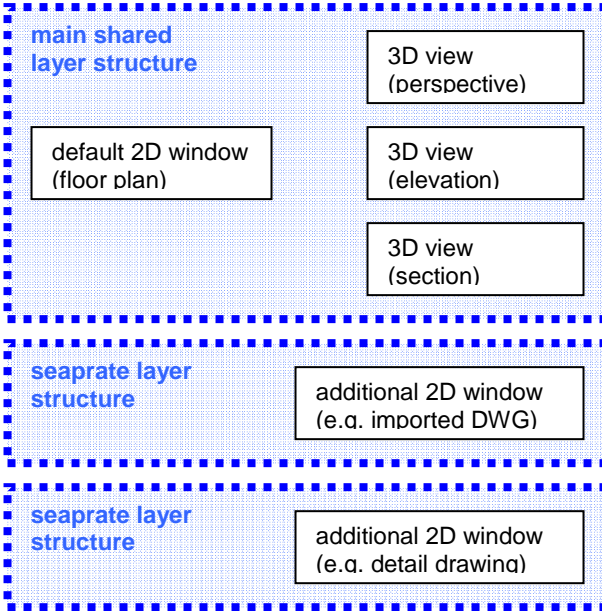 main shared
layer structure
3D view
(perspective)
default 2D window
(floor plan)
3D view
(elevation)
3D view
(section)
seaprate layer
structure
additional 2D window
(e.g. imported DWG)
seaprate layer
structure
additional 2D window
(e.g. detail drawing)